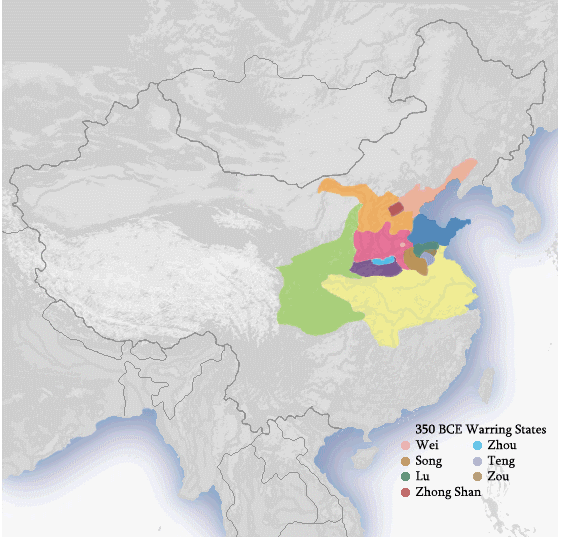 350 BCE Warring States
Wei Zhou
Song Teng
Lu Zou
Zhong Shan